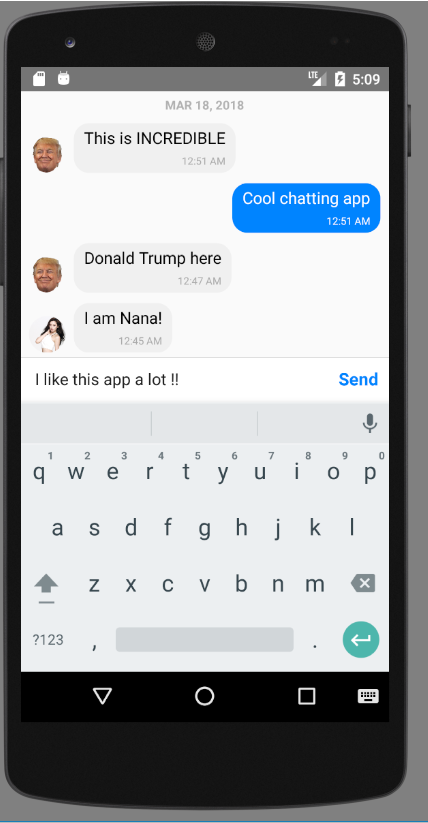 LTE 5:09
MAR 18, 2018
This is INCREDIBLE
12:51 AM
Cool chatting app
12:51 AM
Donald Trump here
12:47 AM
I am Nana!
12:45 AM
I like this app a lot !! Send
1 2 3 4 5 6 7 8 9 0
q w e r t y u i o p
a s d f g h j k l
z x c v b n m
?123 , .